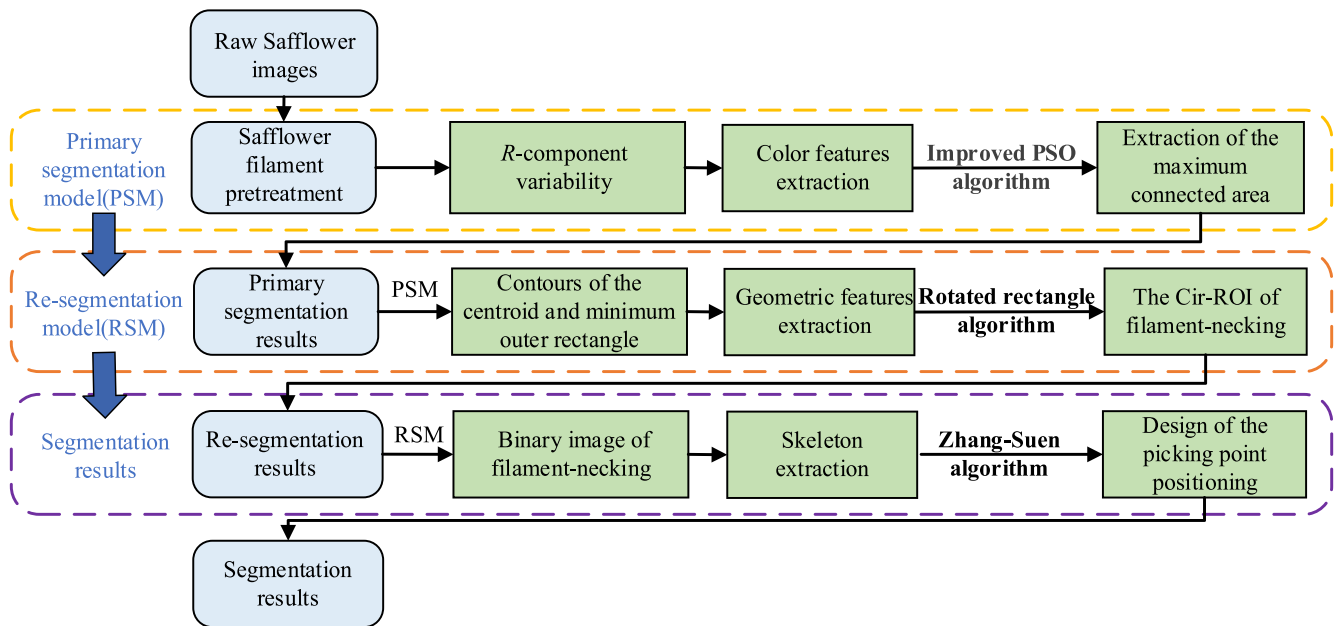 Raw Safflower
images
Primary
segmentation
model(PSM)
Safflower
filament
pretreatment
R-component
variability
Color features
extraction
Improved PSO
algorithm
Extraction of the
maximum
connected area
Re-segmentation
model(RSM)
Primary
segmentation
results
PSM
Contours of the
centroid and minimum
outer rectangle
Geometric features
extraction
Rotated rectangle
algorithm
The Cir-ROI of
filament-necking
Segmentation
results
Re-segmentation
results
RSM
Binary image of
filament-necking
Skeleton
extraction
Zhang-Suen
algorithm
Design of the
picking point
positioning
Segmentation
results